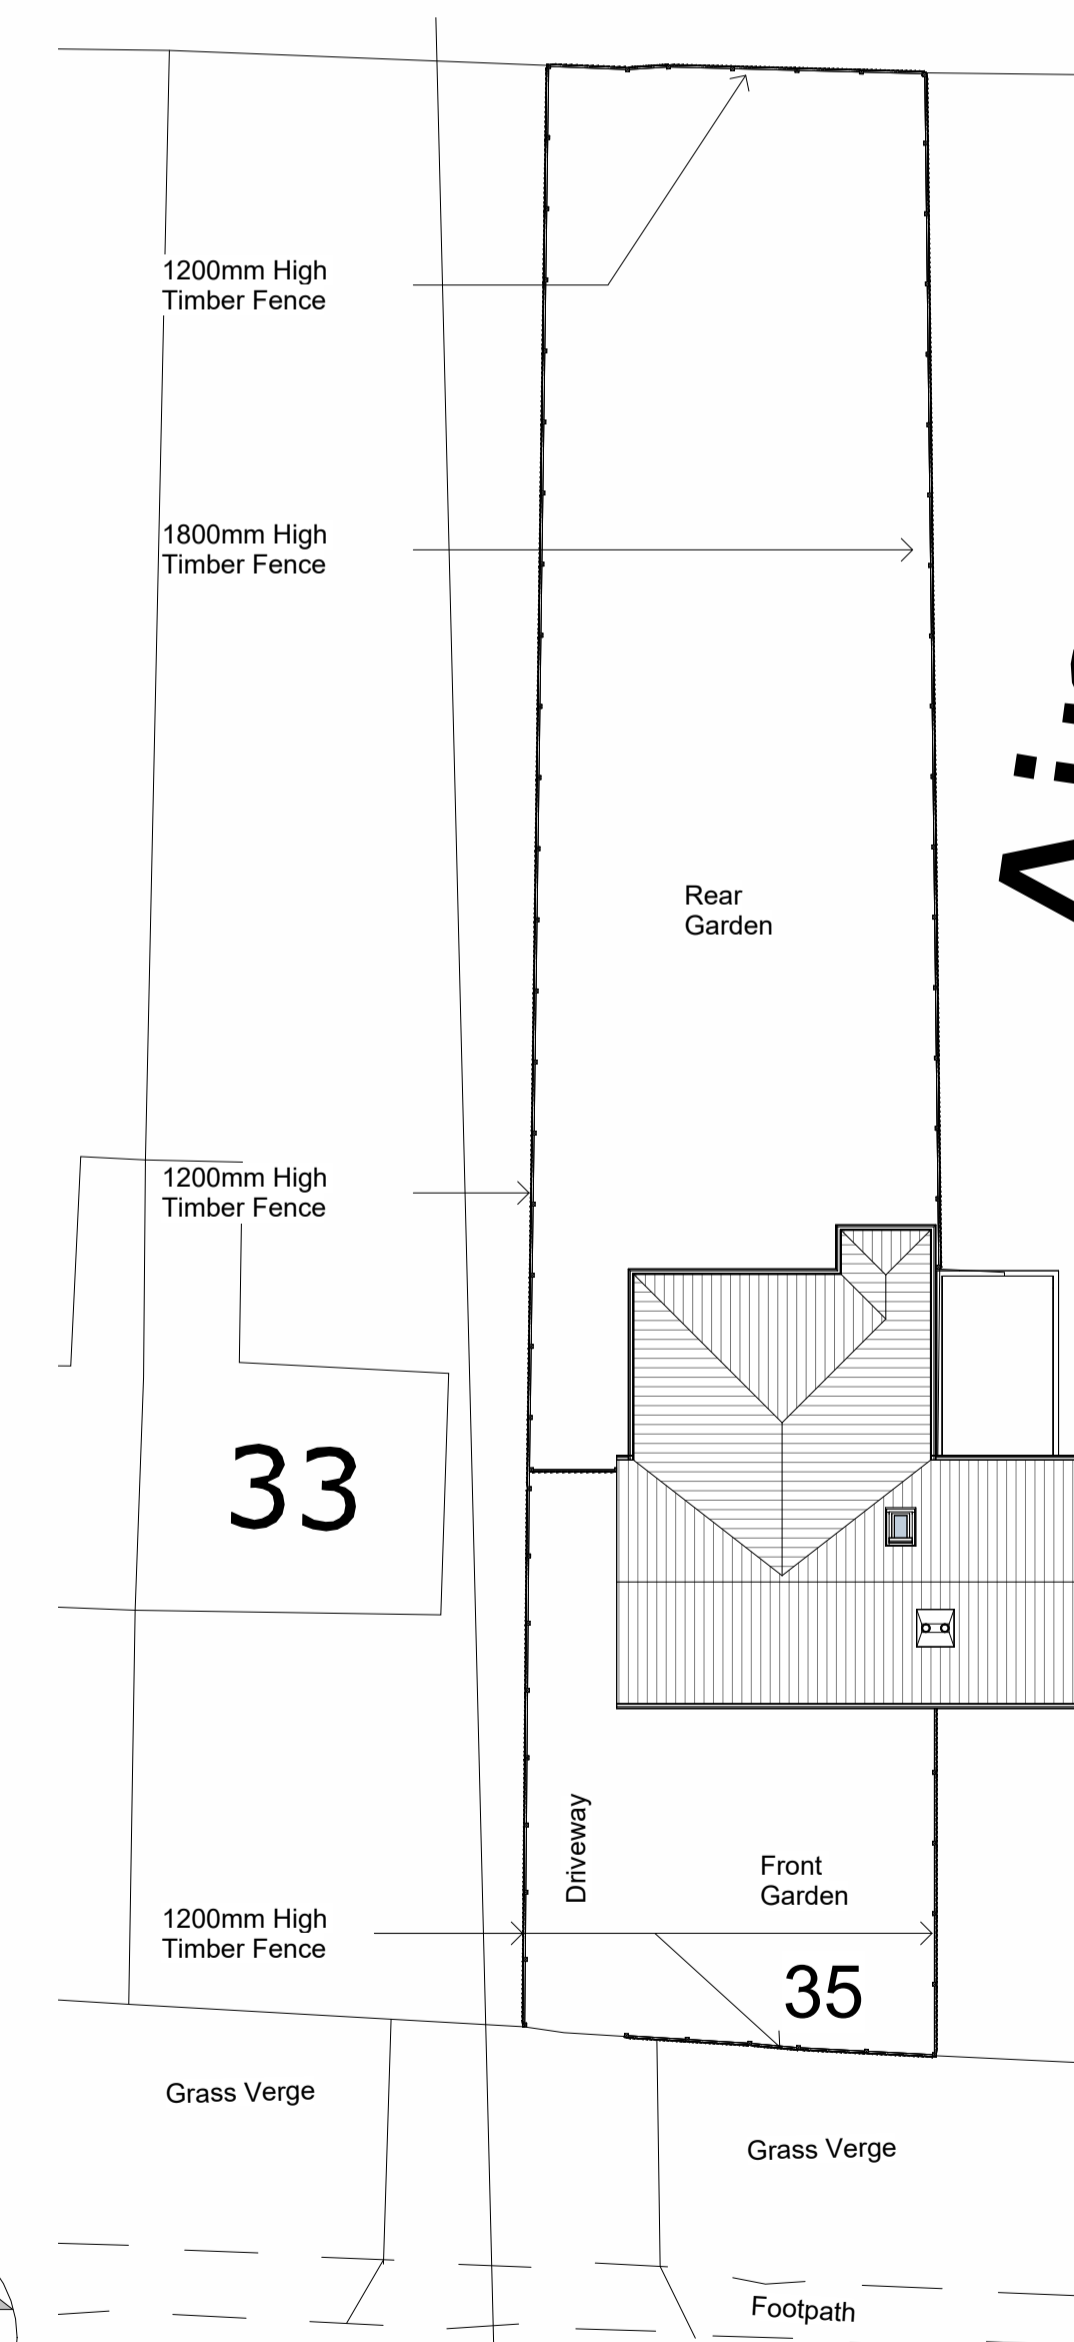 1200mm High
Timber Fence
1800mm High
Timber Fence
Rear
Garden
1200mm High
Timber Fence
33
Driveway
Front
Garden
1200mm High
Timber Fence
35
Grass Verge
Grass Verge
Footpath